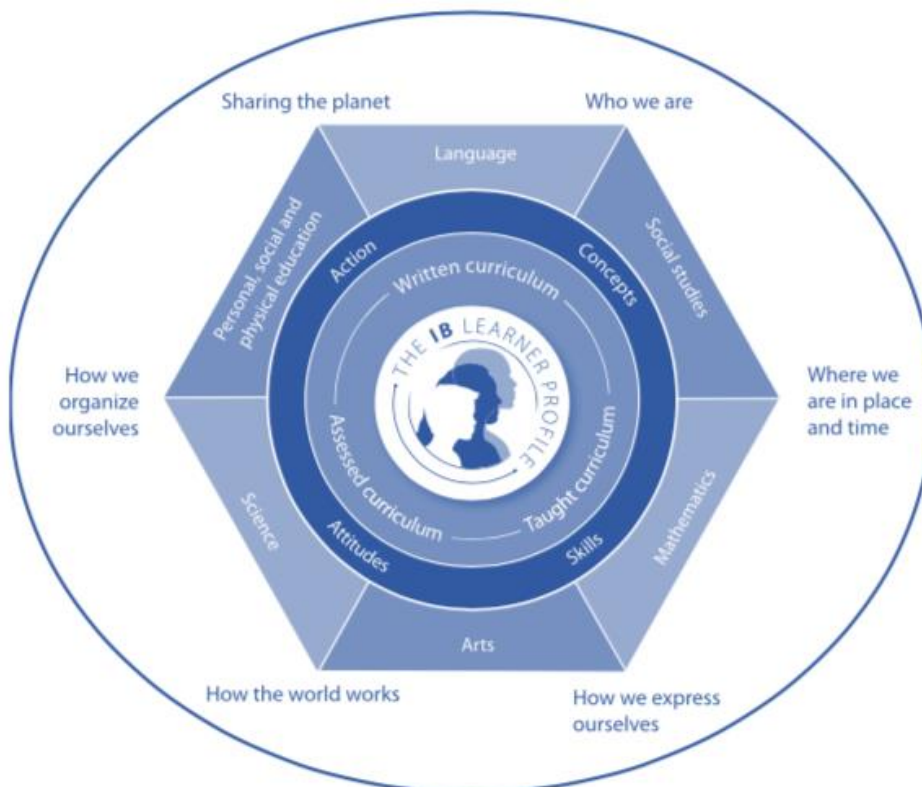 Sharing the planet
Who we are
Language
Personal, social and
physical education
Social studies
Action
Concepts
Written curriculum
THE IB LEARNER PROFILE
How we
organize
ourselves
Where we
are in place
and time
Assessed curriculum
Taught curriculum
Science
Mathematics
Attitudes
Skills
Arts
How the world works
How we express
ourselves